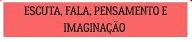 ESCUTA, FALA, PENSAMENTO E
IMAGINAÇÃO